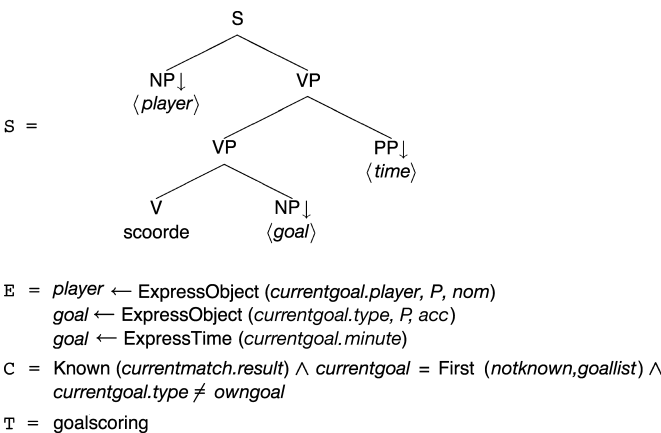 S
NP↓ VP
⟨player⟩
S =
VP PP↓
⟨time⟩
V NP↓
scoorde ⟨goal⟩
E = player ← ExpressObject (currentgoal.player, P, nom)
goal ← ExpressObject (currentgoal.type, P, acc)
goal ← ExpressTime (currentgoal.minute)
C = Known (currentmatch.result) ∧ currentgoal = First (notknown,goallist) ∧
currentgoal.type ≠ owngoal
T = goalscoring